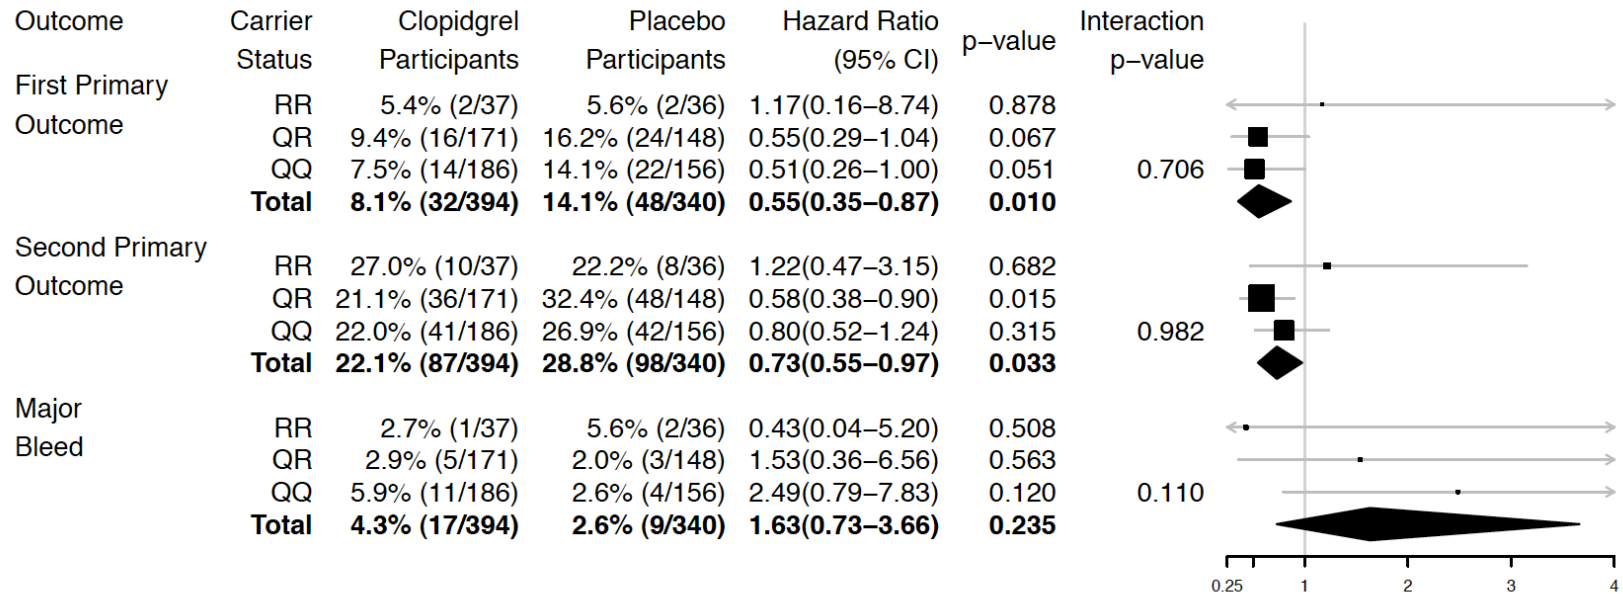 Outcome Carrier Status Clopidgrel Participants Placebo Participants Hazard Ratio (95% CI) p−value Interaction p−value
First Primary Outcome
RR 5.4% (2/37) 5.6% (2/36) 1.17(0.16−8.74) 0.878
QR 9.4% (16/171) 16.2% (24/148) 0.55(0.29−1.04) 0.067
QQ 7.5% (14/186) 14.1% (22/156) 0.51(0.26−1.00) 0.051 0.706
Total 8.1% (32/394) 14.1% (48/340) 0.55(0.35−0.87) 0.010
Second Primary Outcome
RR 27.0% (10/37) 22.2% (8/36) 1.22(0.47−3.15) 0.682
QR 21.1% (36/171) 32.4% (48/148) 0.58(0.38−0.90) 0.015
QQ 22.0% (41/186) 26.9% (42/156) 0.80(0.52−1.24) 0.315 0.982
Total 22.1% (87/394) 28.8% (98/340) 0.73(0.55−0.97) 0.033
Major Bleed
RR 2.7% (1/37) 5.6% (2/36) 0.43(0.04−5.20) 0.508
QR 2.9% (5/171) 2.0% (3/148) 1.53(0.36−6.56) 0.563
QQ 5.9% (11/186) 2.6% (4/156) 2.49(0.79−7.83) 0.120 0.110
Total 4.3% (17/394) 2.6% (9/340) 1.63(0.73−3.66) 0.235
0.25 1 2 3 4